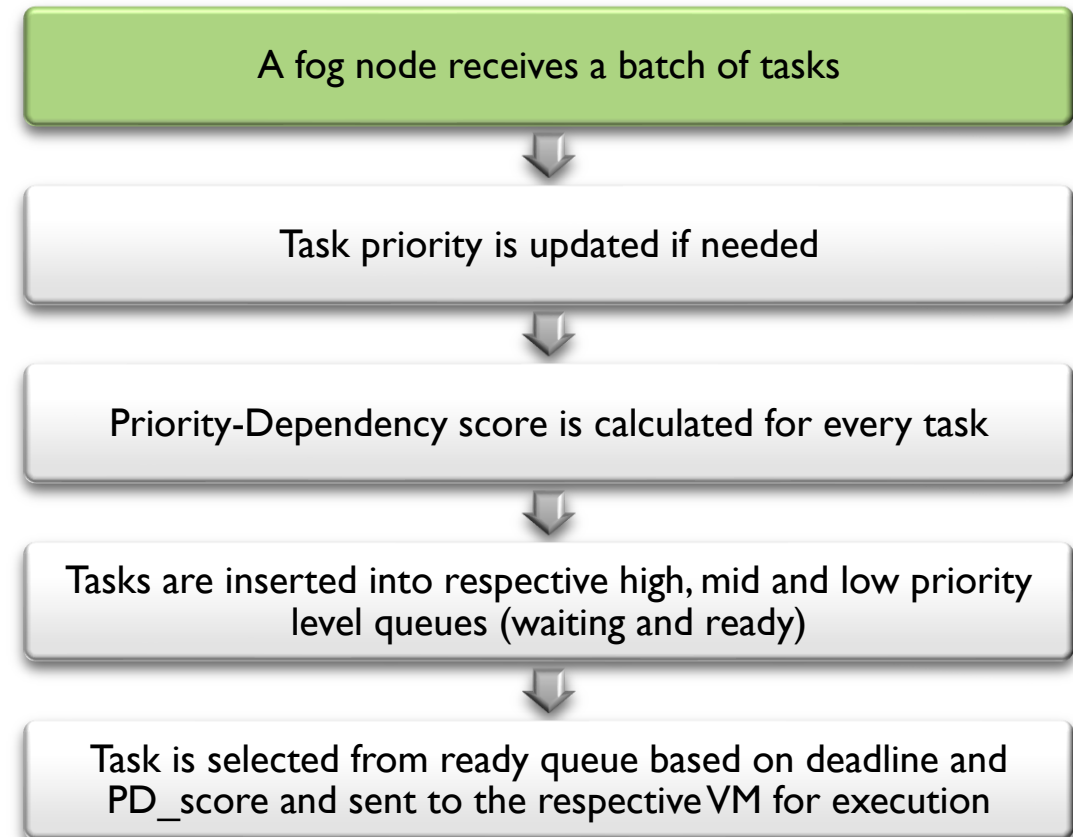 A fog node receives a batch of tasks
Task priority is updated if needed
Priority-Dependency score is calculated for every task
Tasks are inserted into respective high, mid and low priority
level queues (waiting and ready)
Task is selected from ready queue based on deadline and
PD_score and sent to the respective VM for execution